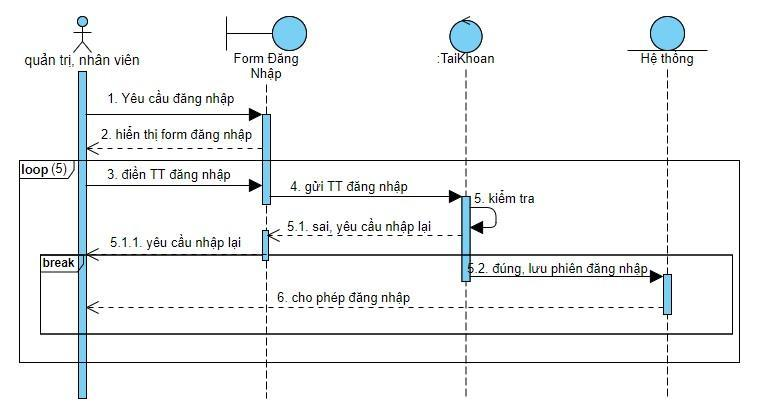 quản trị, nhân viên
Form Đăng
Nhập
:TaiKhoan
Hệ thống
1. Yêu cầu đăng nhập
2. hiển thị form đăng nhập
loop (5)
3. điền TT đăng nhập
4. gửi TT đăng nhập
5. kiểm tra
5.1. sai, yêu cầu nhập lại
5.1.1. yêu cầu nhập lại
break
5.2. đúng, lưu phiên đăng nhập
6. cho phép đăng nhập